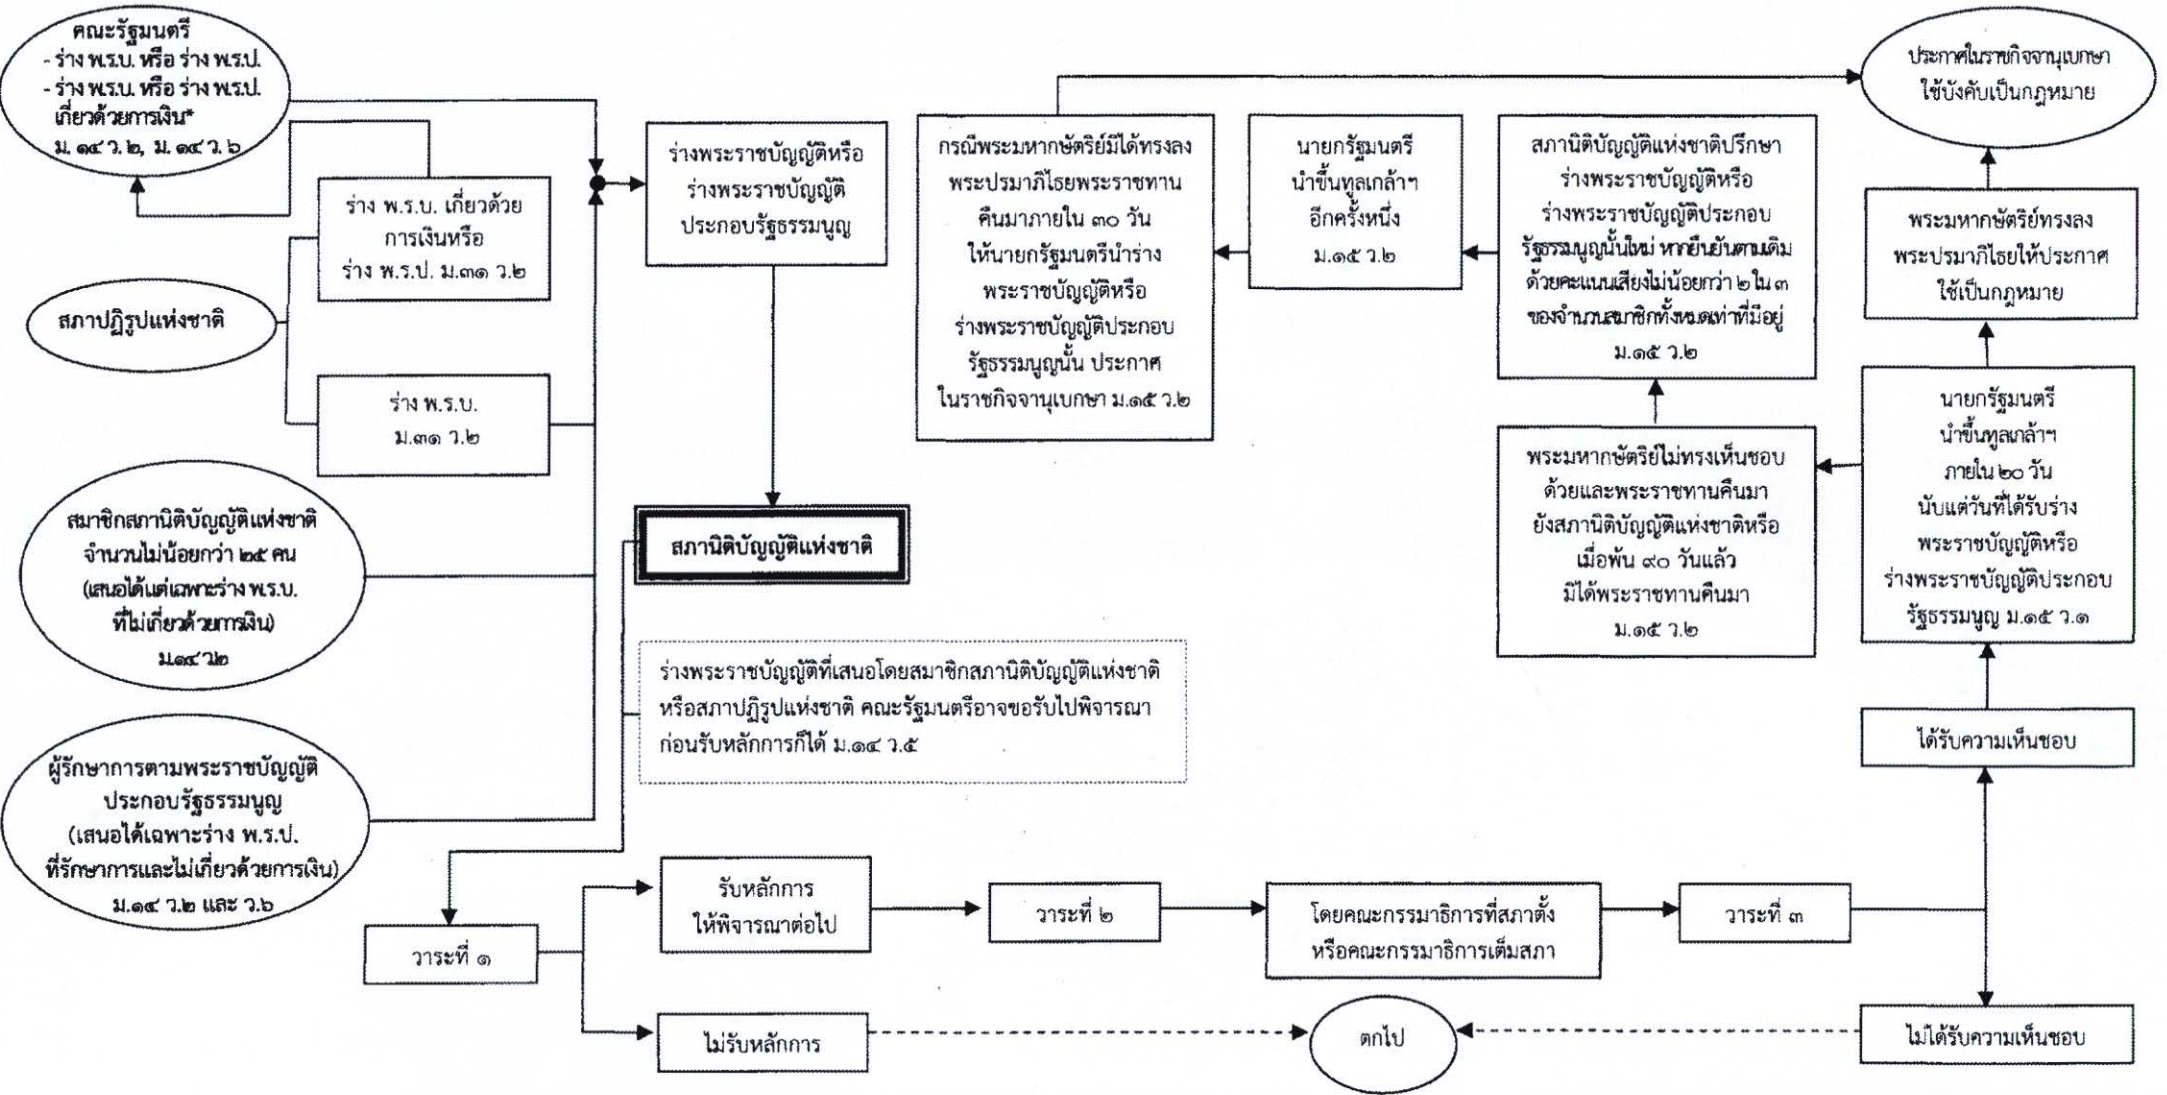 คณะรัฐมนตรี
- ร่าง พ.ร.บ. หรือ ร่าง พ.ร.ป.
- ร่าง พ.ร.บ. หรือ ร่าง พ.ร.ป.
เกี่ยวด้วยการเงิน*
ม. ๑๔ ว. ๒, ม. ๑๔ ว. ๖
ร่าง พ.ร.บ. เกี่ยวด้วย
การเงินหรือ
ร่าง พ.ร.ป. ม.๓๑ ว.๒
สภาปฏิรูปแห่งชาติ
ร่าง พ.ร.บ.
ม.๓๑ ว.๒
สมาชิกสภานิติบัญญัติแห่งชาติ
จำนวนไม่น้อยกว่า ๒๕ คน
(เสนอได้แต่เฉพาะร่าง พ.ร.บ.
ที่ไม่เกี่ยวด้วยการเงิน)
ม.๑๔ ว.๒
ผู้รักษาการตามพระราชบัญญัติ
ประกอบรัฐธรรมนูญ
(เสนอได้เฉพาะร่าง พ.ร.ป.
ที่รักษาการและไม่เกี่ยวด้วยการเงิน)
ม.๑๔ ว.๒ และ ว.๖
ร่างพระราชบัญญัติหรือ
ร่างพระราชบัญญัติ
ประกอบรัฐธรรมนูญ
สภานิติบัญญัติแห่งชาติ
ร่างพระราชบัญญัติที่เสนอโดยสมาชิกสภานิติบัญญัติแห่งชาติ
หรือสภาปฏิรูปแห่งชาติ คณะรัฐมนตรีอาจขอรับไปพิจารณา
ก่อนรับหลักการก็ได้ ม.๑๔ ว.๕
วาระที่ ๑
รับหลักการ
ให้พิจารณาต่อไป
ไม่รับหลักการ
วาระที่ ๒
โดยคณะกรรมาธิการที่สภาตั้ง
หรือคณะกรรมาธิการเต็มสภา
ตกไป
วาระที่ ๓
ได้รับความเห็นชอบ
ไม่ได้รับความเห็นชอบ
นายกรัฐมนตรี
นำขึ้นทูลเกล้าฯ
ภายใน ๒๐ วัน
นับแต่วันที่ได้รับร่าง
พระราชบัญญัติหรือ
ร่างพระราชบัญญัติประกอบ
รัฐธรรมนูญ ม.๑๕ ว.๑
พระมหากษัตริย์ทรงลง
พระปรมาภิไธยให้ประกาศ
ใช้เป็นกฎหมาย
ประกาศในราชกิจจานุเบกษา
ใช้บังคับเป็นกฎหมาย
พระมหากษัตริย์ไม่ทรงเห็นชอบ
ด้วยและพระราชทานคืนมา
ยังสภานิติบัญญัติแห่งชาติหรือ
เมื่อพ้น ๙๐ วันแล้ว
มิได้พระราชทานคืนมา
ม.๑๕ ว.๒
สภานิติบัญญัติแห่งชาติปรึกษา
ร่างพระราชบัญญัติหรือ
ร่างพระราชบัญญัติประกอบ
รัฐธรรมนูญนั้นใหม่ หากยืนยันตามเดิม
ด้วยคะแนนเสียงไม่น้อยกว่า ๒ ใน ๓
ของจำนวนสมาชิกทั้งหมดเท่าที่มีอยู่
ม.๑๕ ว.๒
นายกรัฐมนตรี
นำขึ้นทูลเกล้าฯ
อีกครั้งหนึ่ง
ม.๑๕ ว.๒
กรณีพระมหากษัตริย์มิได้ทรงลง
พระปรมาภิไธยพระราชทาน
คืนมาภายใน ๓๐ วัน
ให้นายกรัฐมนตรีนำร่าง
พระราชบัญญัติหรือ
ร่างพระราชบัญญัติประกอบ
รัฐธรรมนูญนั้น ประกาศ
ในราชกิจจานุเบกษา ม.๑๕ ว.๒